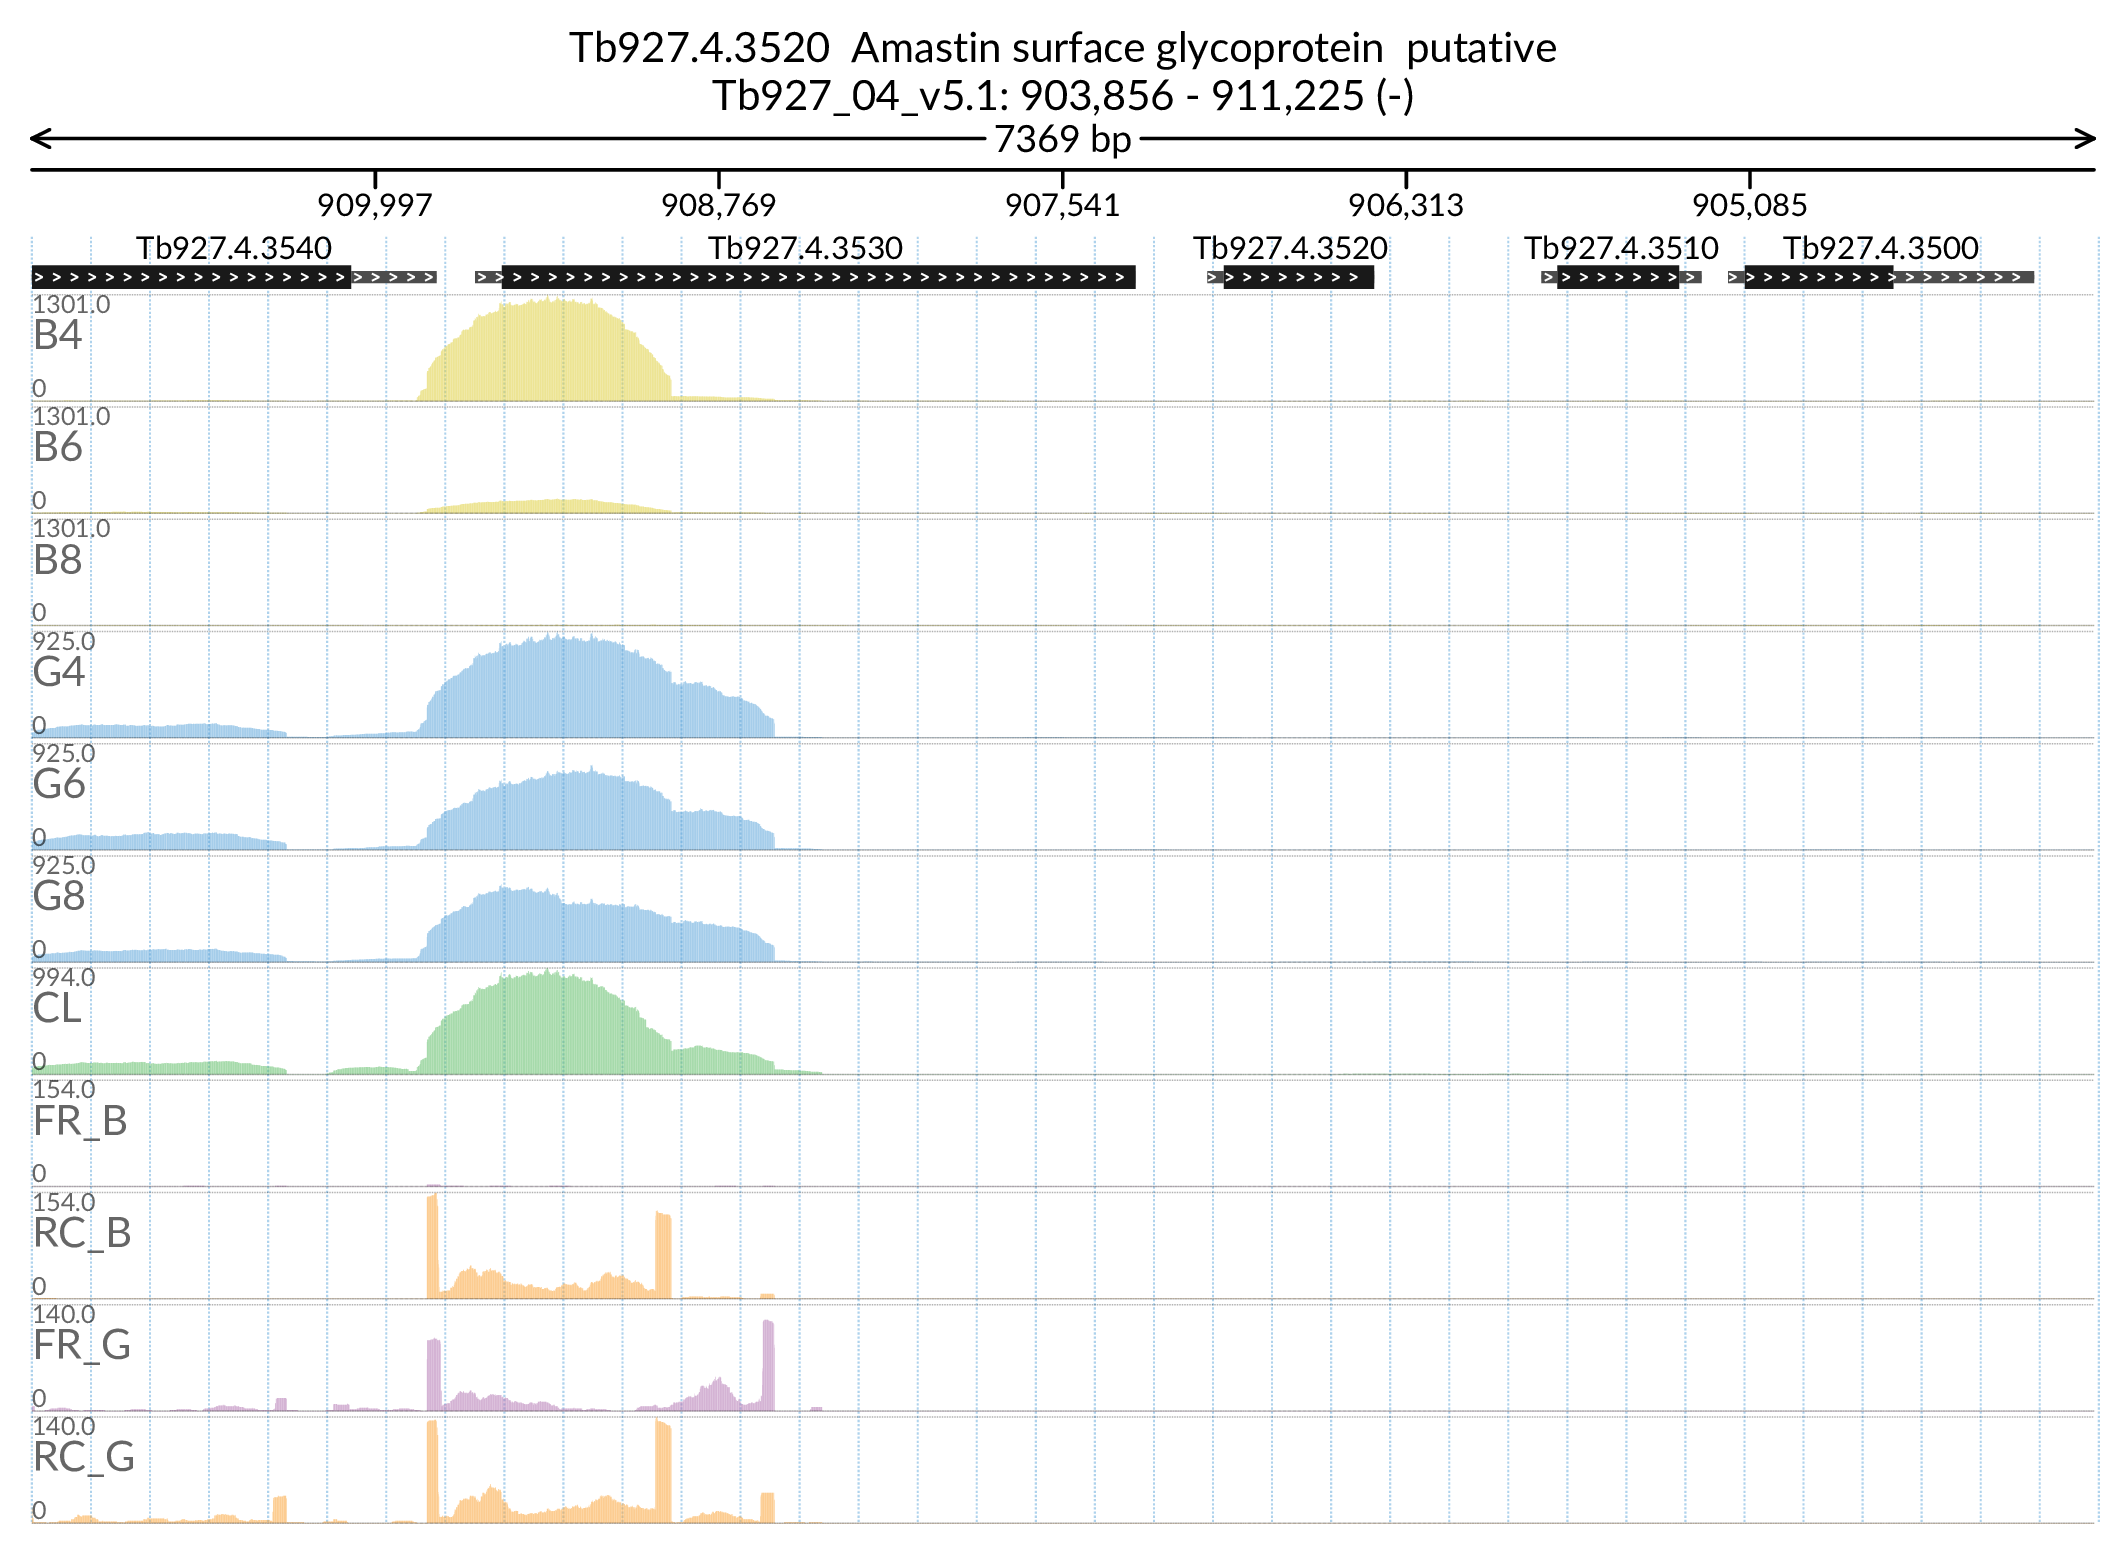 Tb927.4.3520  Amastin surface glycoprotein  putative
Tb927_04_v5.1: 903,856 - 911,225 (-)
7369 bp
909,997 908,769 907,541 906,313 905,085
Tb927.4.3540 Tb927.4.3530 Tb927.4.3520 Tb927.4.3510 Tb927.4.3500
1301.0
B4
0
1301.0
B6
0
1301.0
B8
0
925.0
G4
0
925.0
G6
0
925.0
G8
0
994.0
CL
0
154.0
FR_B
0
154.0
RC_B
0
140.0
FR_G
0
140.0
RC_G
0